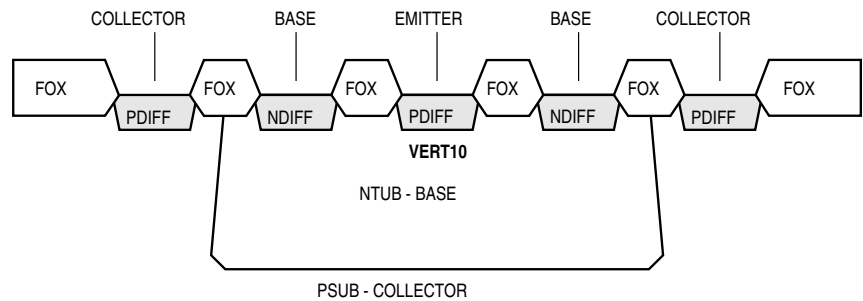 COLLECTOR BASE EMITTER BASE COLLECTOR
FOX FOX FOX FOX FOX FOX
PDIFF NDIFF PDIFF NDIFF PDIFF
VERT10
NTUB - BASE
PSUB - COLLECTOR